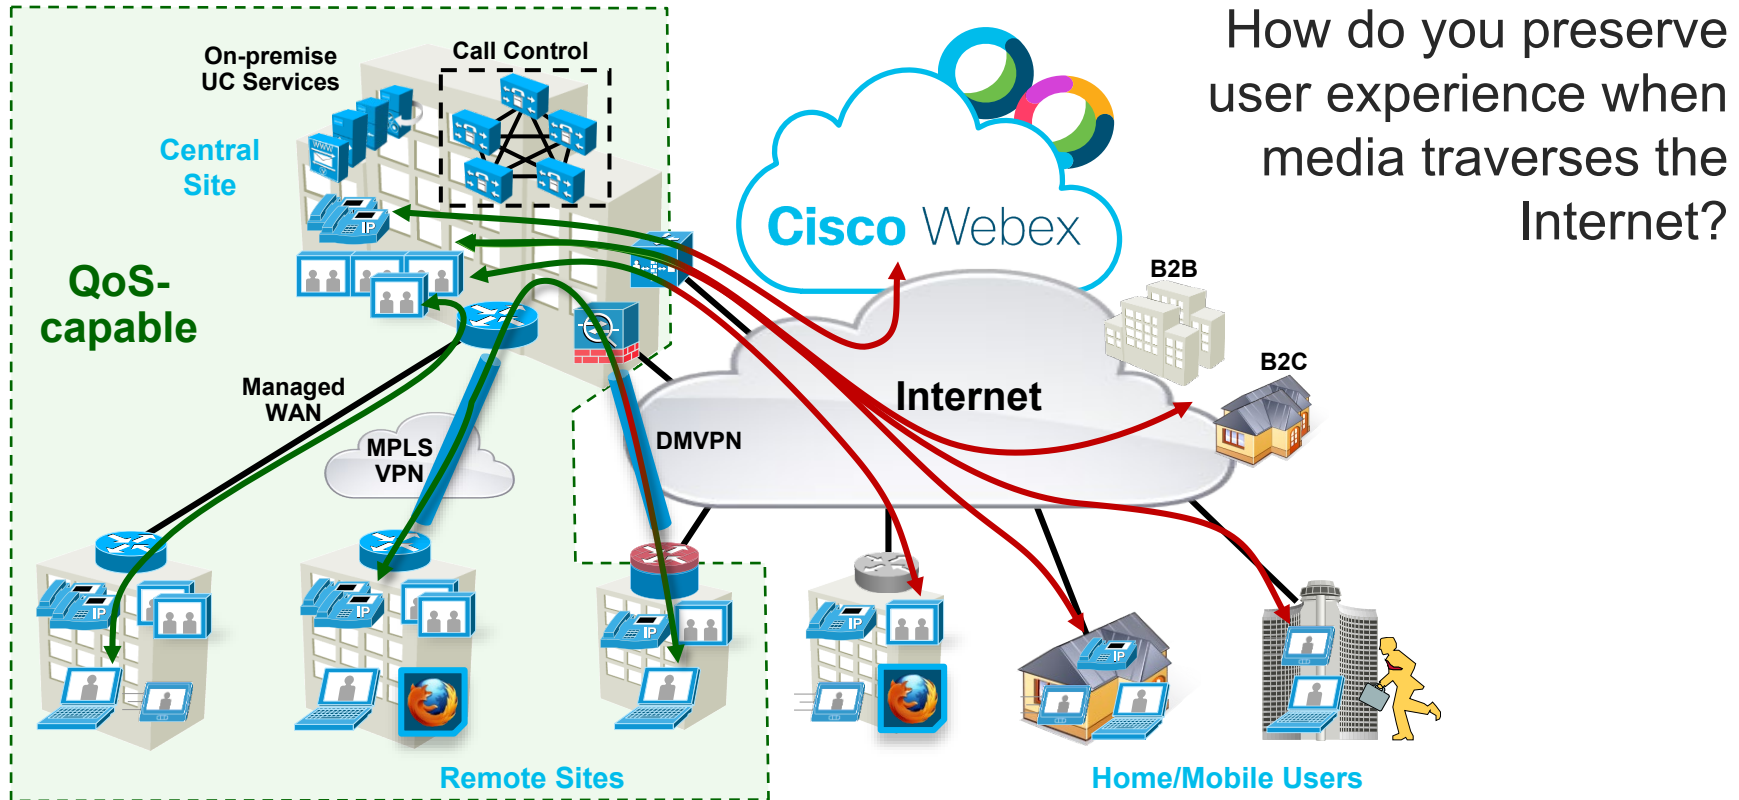 How do you preserve
user experience when
media traverses the
Internet?
On-premise
UC Services
Call Control
Central
Site
WWW
IP
QoS-
capable
Cisco Webex
B2B
B2C
Internet
Managed
WAN
MPLS
VPN
DMVPN
IP
IP
IP
IP
IP
Remote Sites
Home/Mobile Users